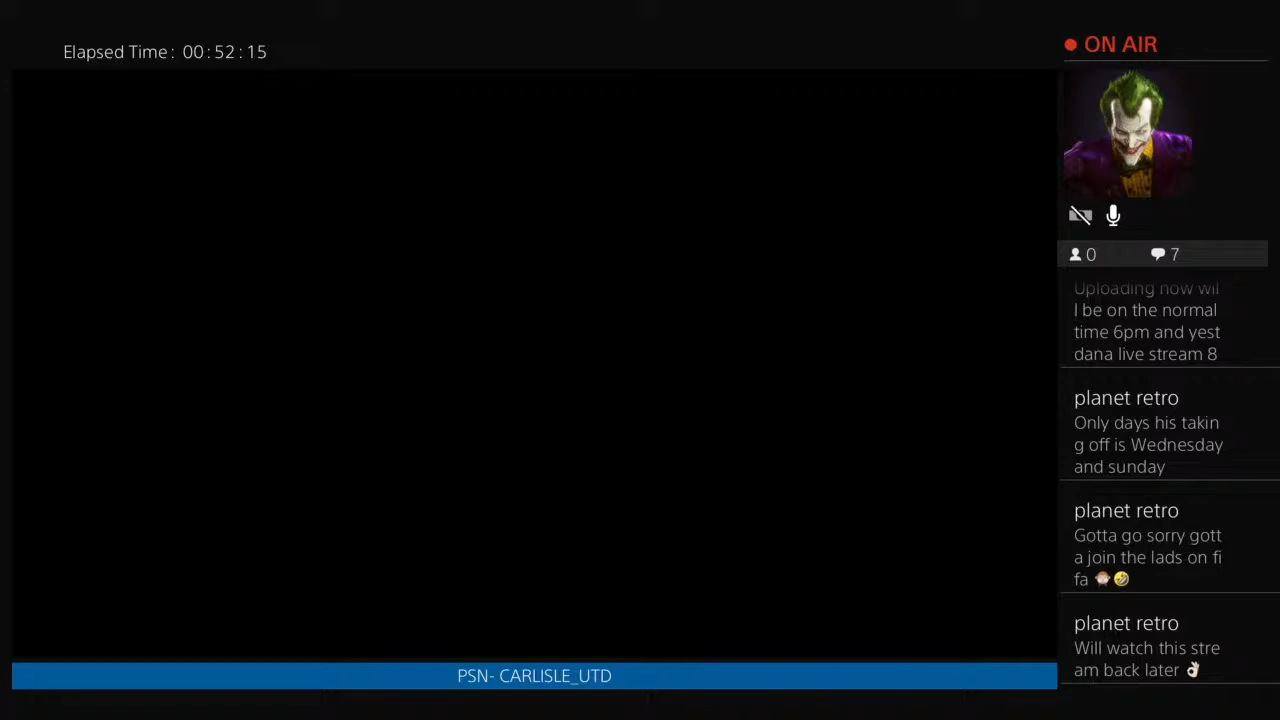 Elapsed Time: 00:52:15
ON AIR
0 7
Uploading now wil
l be on the normal
time 6pm and yest
dana live stream 8
planet retro
Only days his takin
g off is Wednesday
and sunday
planet retro
Gotta go sorry gott
a join the lads on fi
fa 🙊🤣
planet retro
Will watch this stre
am back later 👌🏻
PSN- CARLISLE_UTD